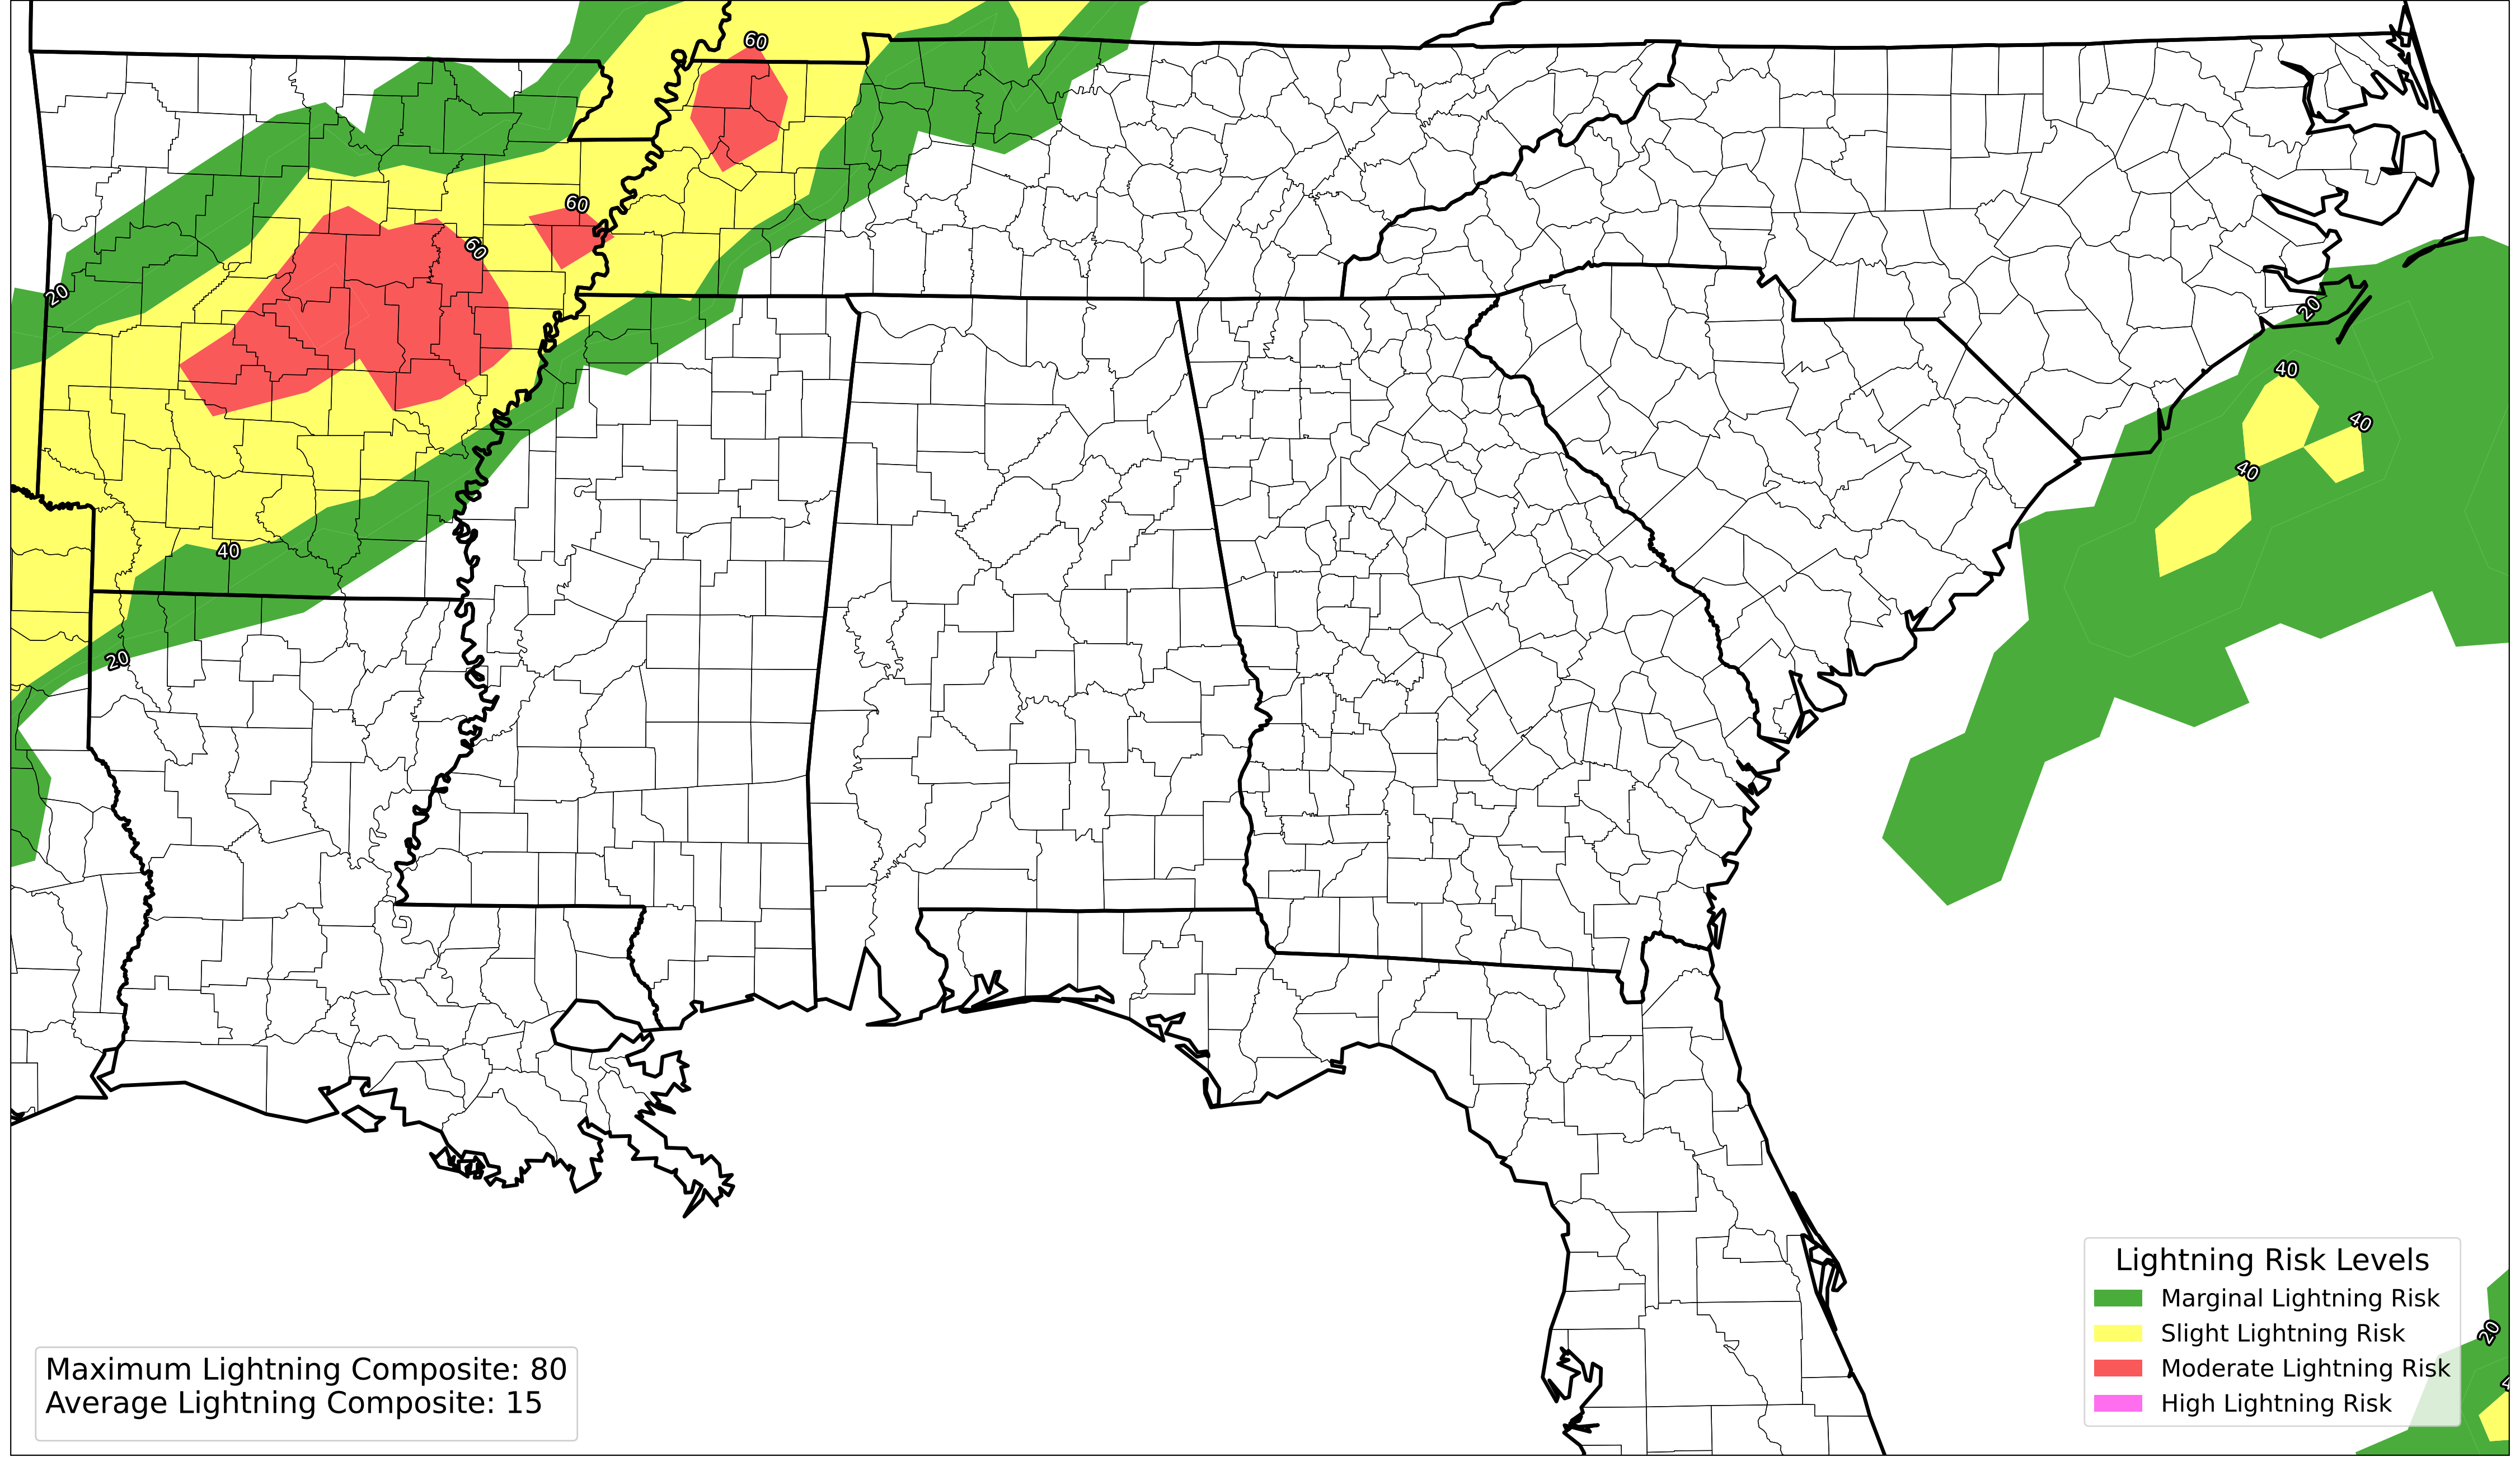 60
60
60
20
20
40
40
40
40
20
Lightning Risk Levels
Marginal Lightning Risk
Slight Lightning Risk
Moderate Lightning Risk
High Lightning Risk
20
Maximum Lightning Composite: 80
Average Lightning Composite: 15